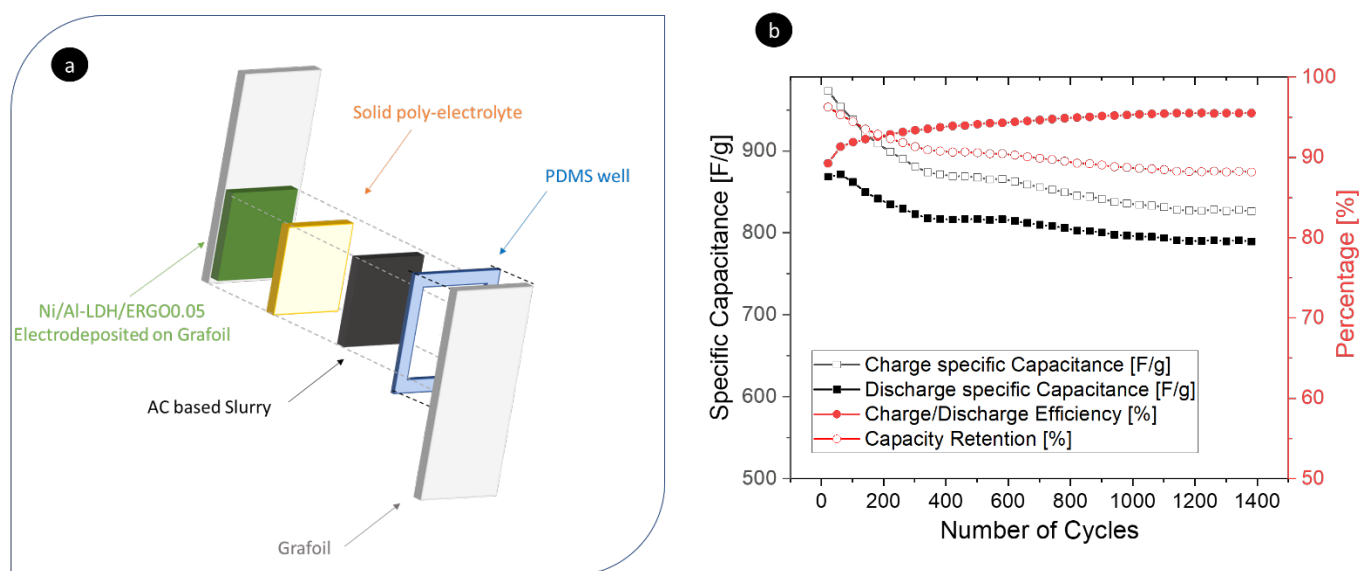 a
Solid poly-electrolyte
PDMS well
Ni/Al-LDH/ERGO0.05
Electrodeposited on Grafoil
AC based Slurry
Grafoil
b
Specific Capacitance [F/g]
900
800
700
600
500
100
90
80
70
60
50
Percentage [%]
Charge specific Capacitance [F/g]
Discharge specific Capacitance [F/g]
Charge/Discharge Efficiency [%]
Capacity Retention [%]
0 200 400 600 800 1000 1200 1400
Number of Cycles